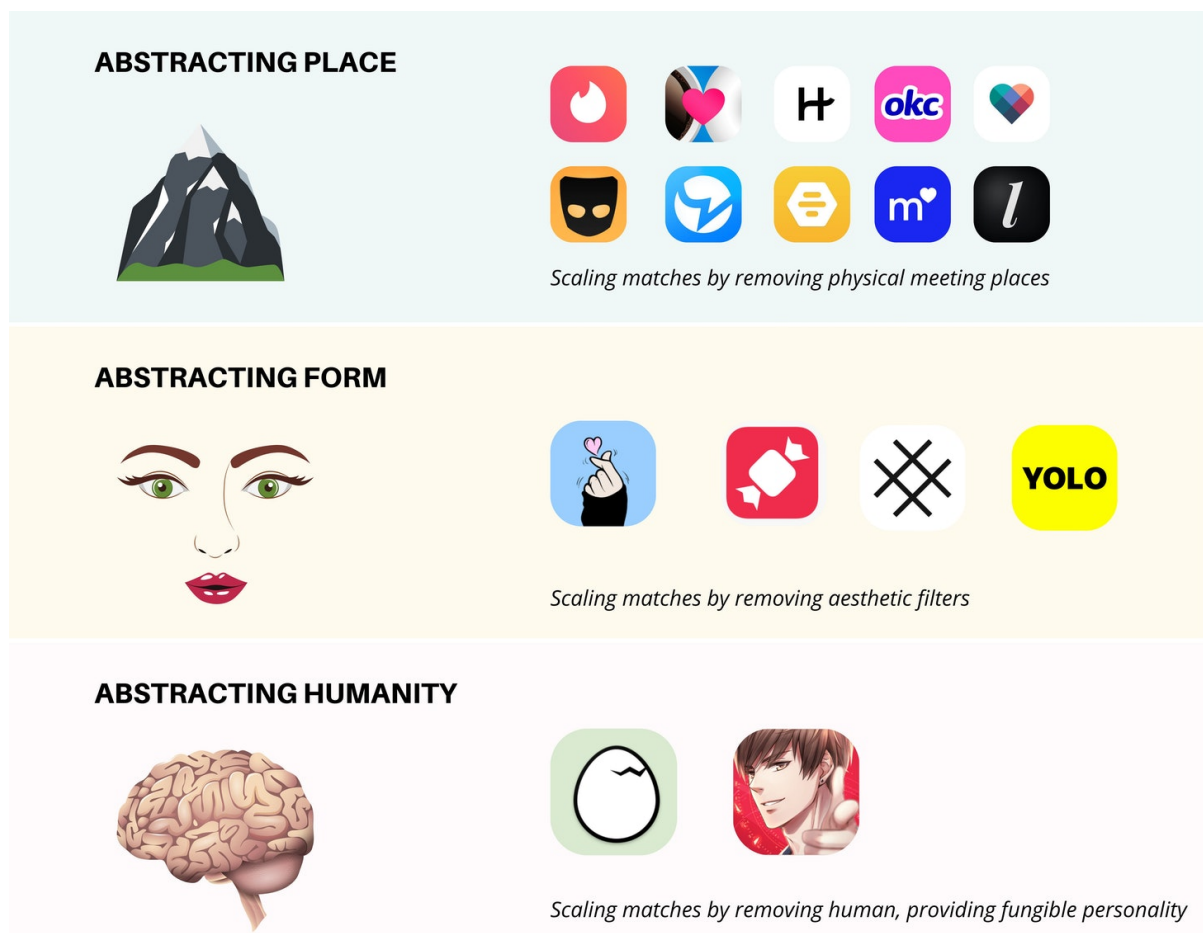 ABSTRACTING PLACE
H
okc
m
l
Scaling matches by removing physical meeting places
ABSTRACTING FORM
YOLO
Scaling matches by removing aesthetic filters
ABSTRACTING HUMANITY
Scaling matches by removing human, providing fungible personality